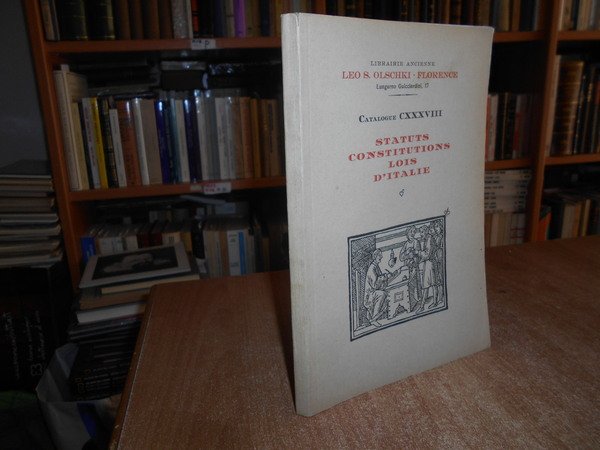 LIBRAIRIE ANCIENNE
LEO S. OLSCHKI - FLORENCE
Lungarno Guicciardini, 17
CATALOGUE CXXXVIII
STATUTS
CONSTITUTIONS
LOIS
D'ITALIE